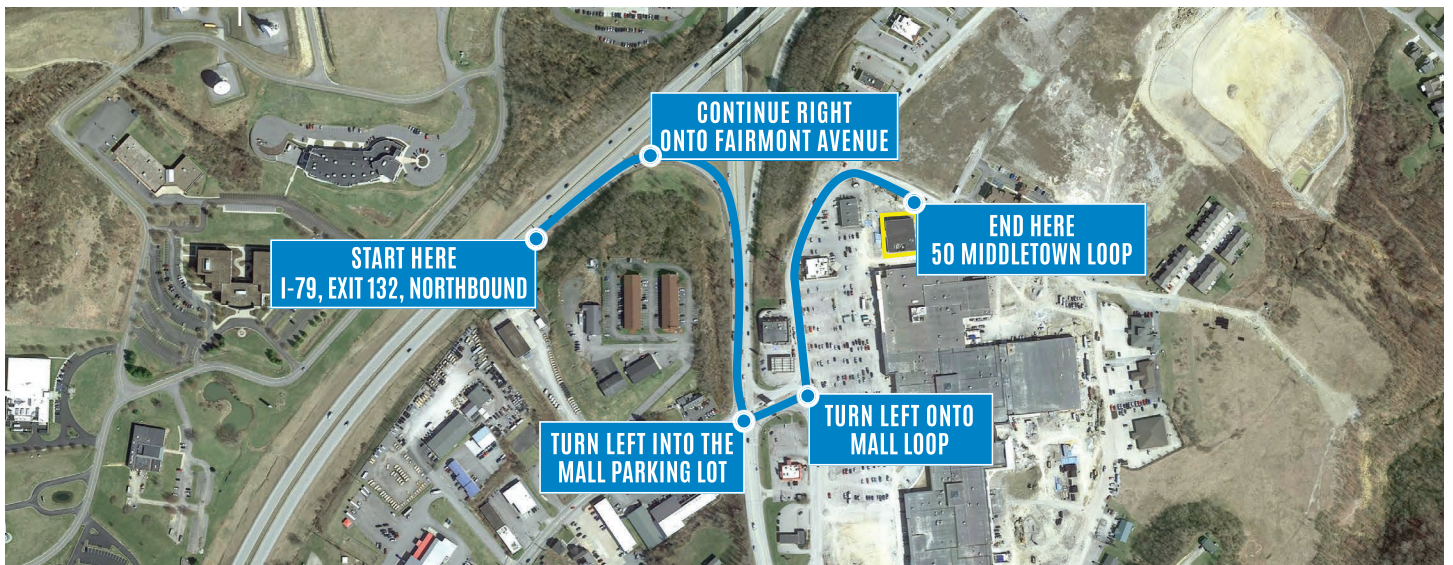 CONTINUE RIGHT
ONTO FAIRMONT AVENUE
START HERE
I-79, EXIT 132, NORTHBOUND
END HERE
50 MIDDLETOWN LOOP
TURN LEFT INTO THE
MALL PARKING LOT
TURN LEFT ONTO
MALL LOOP